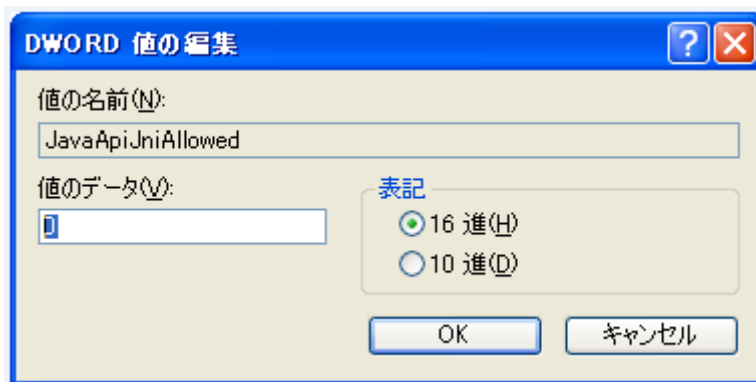 DWORD 値の編集
値の名前(N):
JavaApiJniAllowed
値のデータ(V):
0
表記
16 進(H)
10 進(D)
OK
キャンセル